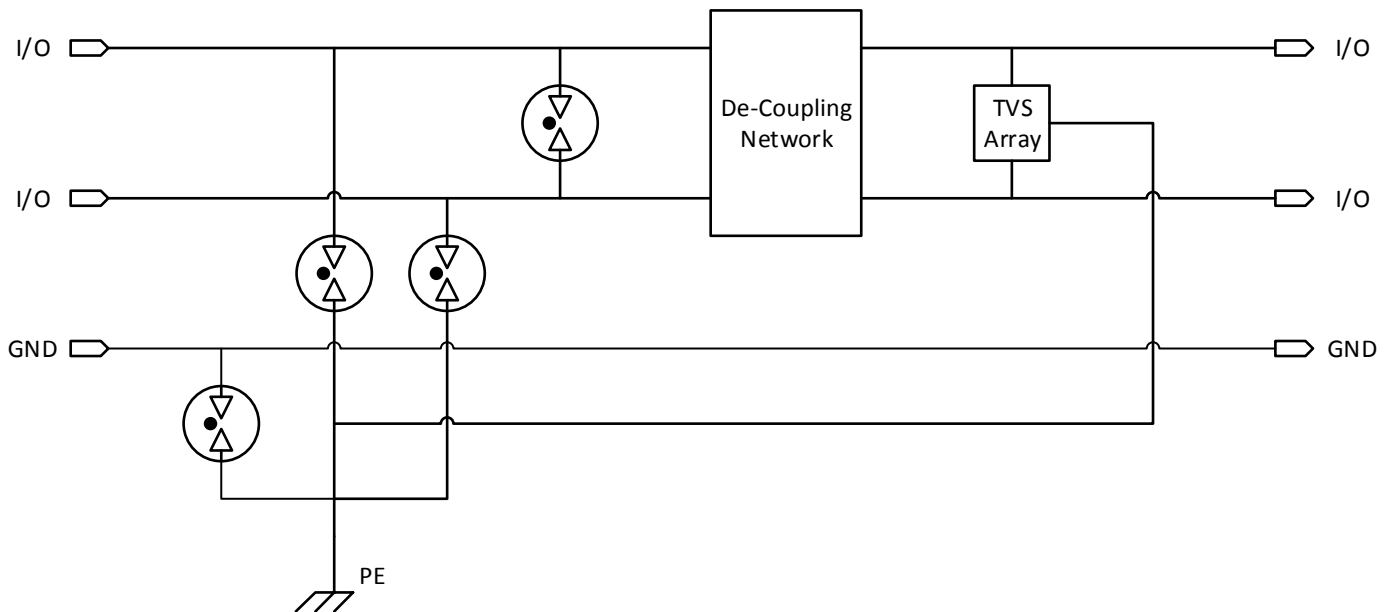 I/O
I/O
De-Coupling
Network
TVS
Array
I/O
I/O
GND
GND
PE